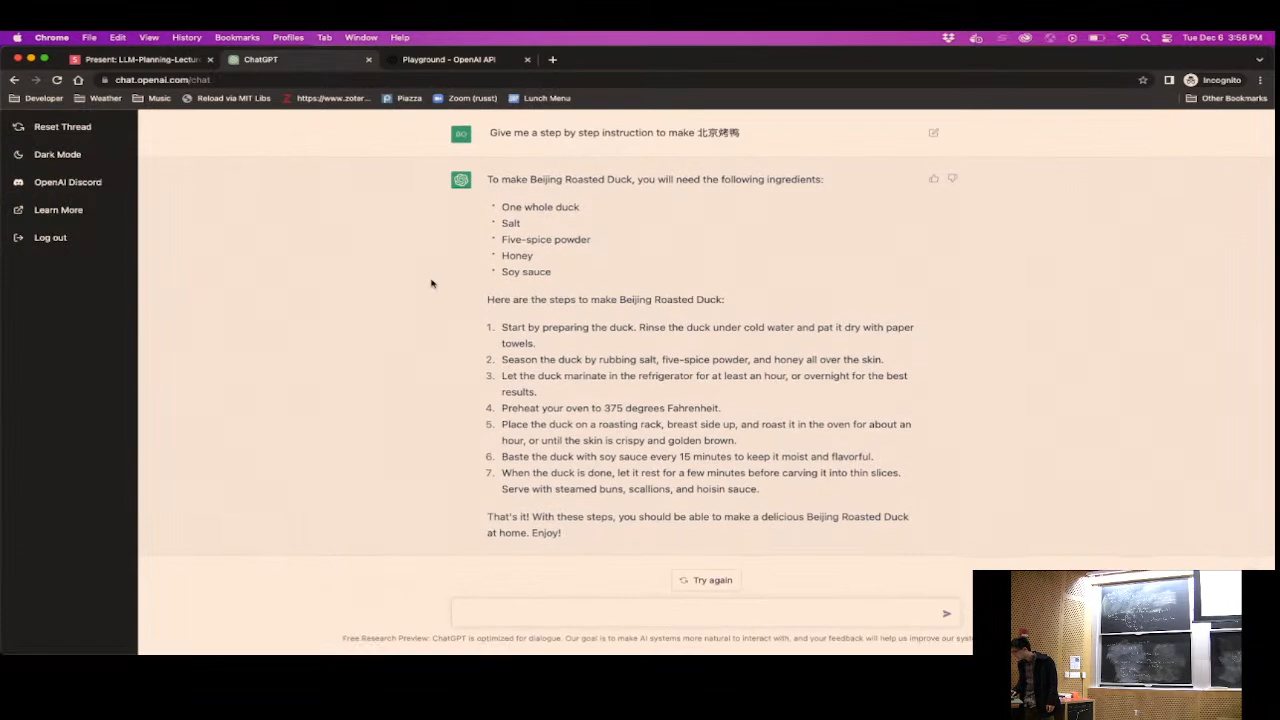 Chrome File Edit View History Bookmarks Profiles Tab Window Help Tue Dec 6 3:58 PM
Present: LLM-Planning-Lectur ChatGPT Playground - OpenAI API
chat.openai.com/chat Incognito
Developer Weather Music Reload via MIT Libs https://www.zoter... Piazza Zoom (russt) Lunch Menu Other Bookmarks
Reset Thread
Dark Mode
OpenAI Discord
Learn More
Log out
BO Give me a step by step instruction to make 北京烤鸭
To make Beijing Roasted Duck, you will need the following ingredients:
• One whole duck
• Salt
• Five-spice powder
• Honey
• Soy sauce
Here are the steps to make Beijing Roasted Duck:
1. Start by preparing the duck. Rinse the duck under cold water and pat it dry with paper
towels.
2. Season the duck by rubbing salt, five-spice powder, and honey all over the skin.
3. Let the duck marinate in the refrigerator for at least an hour, or overnight for the best
results.
4. Preheat your oven to 375 degrees Fahrenheit.
5. Place the duck on a roasting rack, breast side up, and roast it in the oven for about an
hour, or until the skin is crispy and golden brown.
6. Baste the duck with soy sauce every 15 minutes to keep it moist and flavorful.
7. When the duck is done, let it rest for a few minutes before carving it into thin slices.
Serve with steamed buns, scallions, and hoisin sauce.
That's it! With these steps, you should be able to make a delicious Beijing Roasted Duck
at home. Enjoy!
Try again
Free Research Preview: ChatGPT is optimized for dialogue. Our goal is to make AI systems more natural to interact with, and your feedback will help us improve our syst